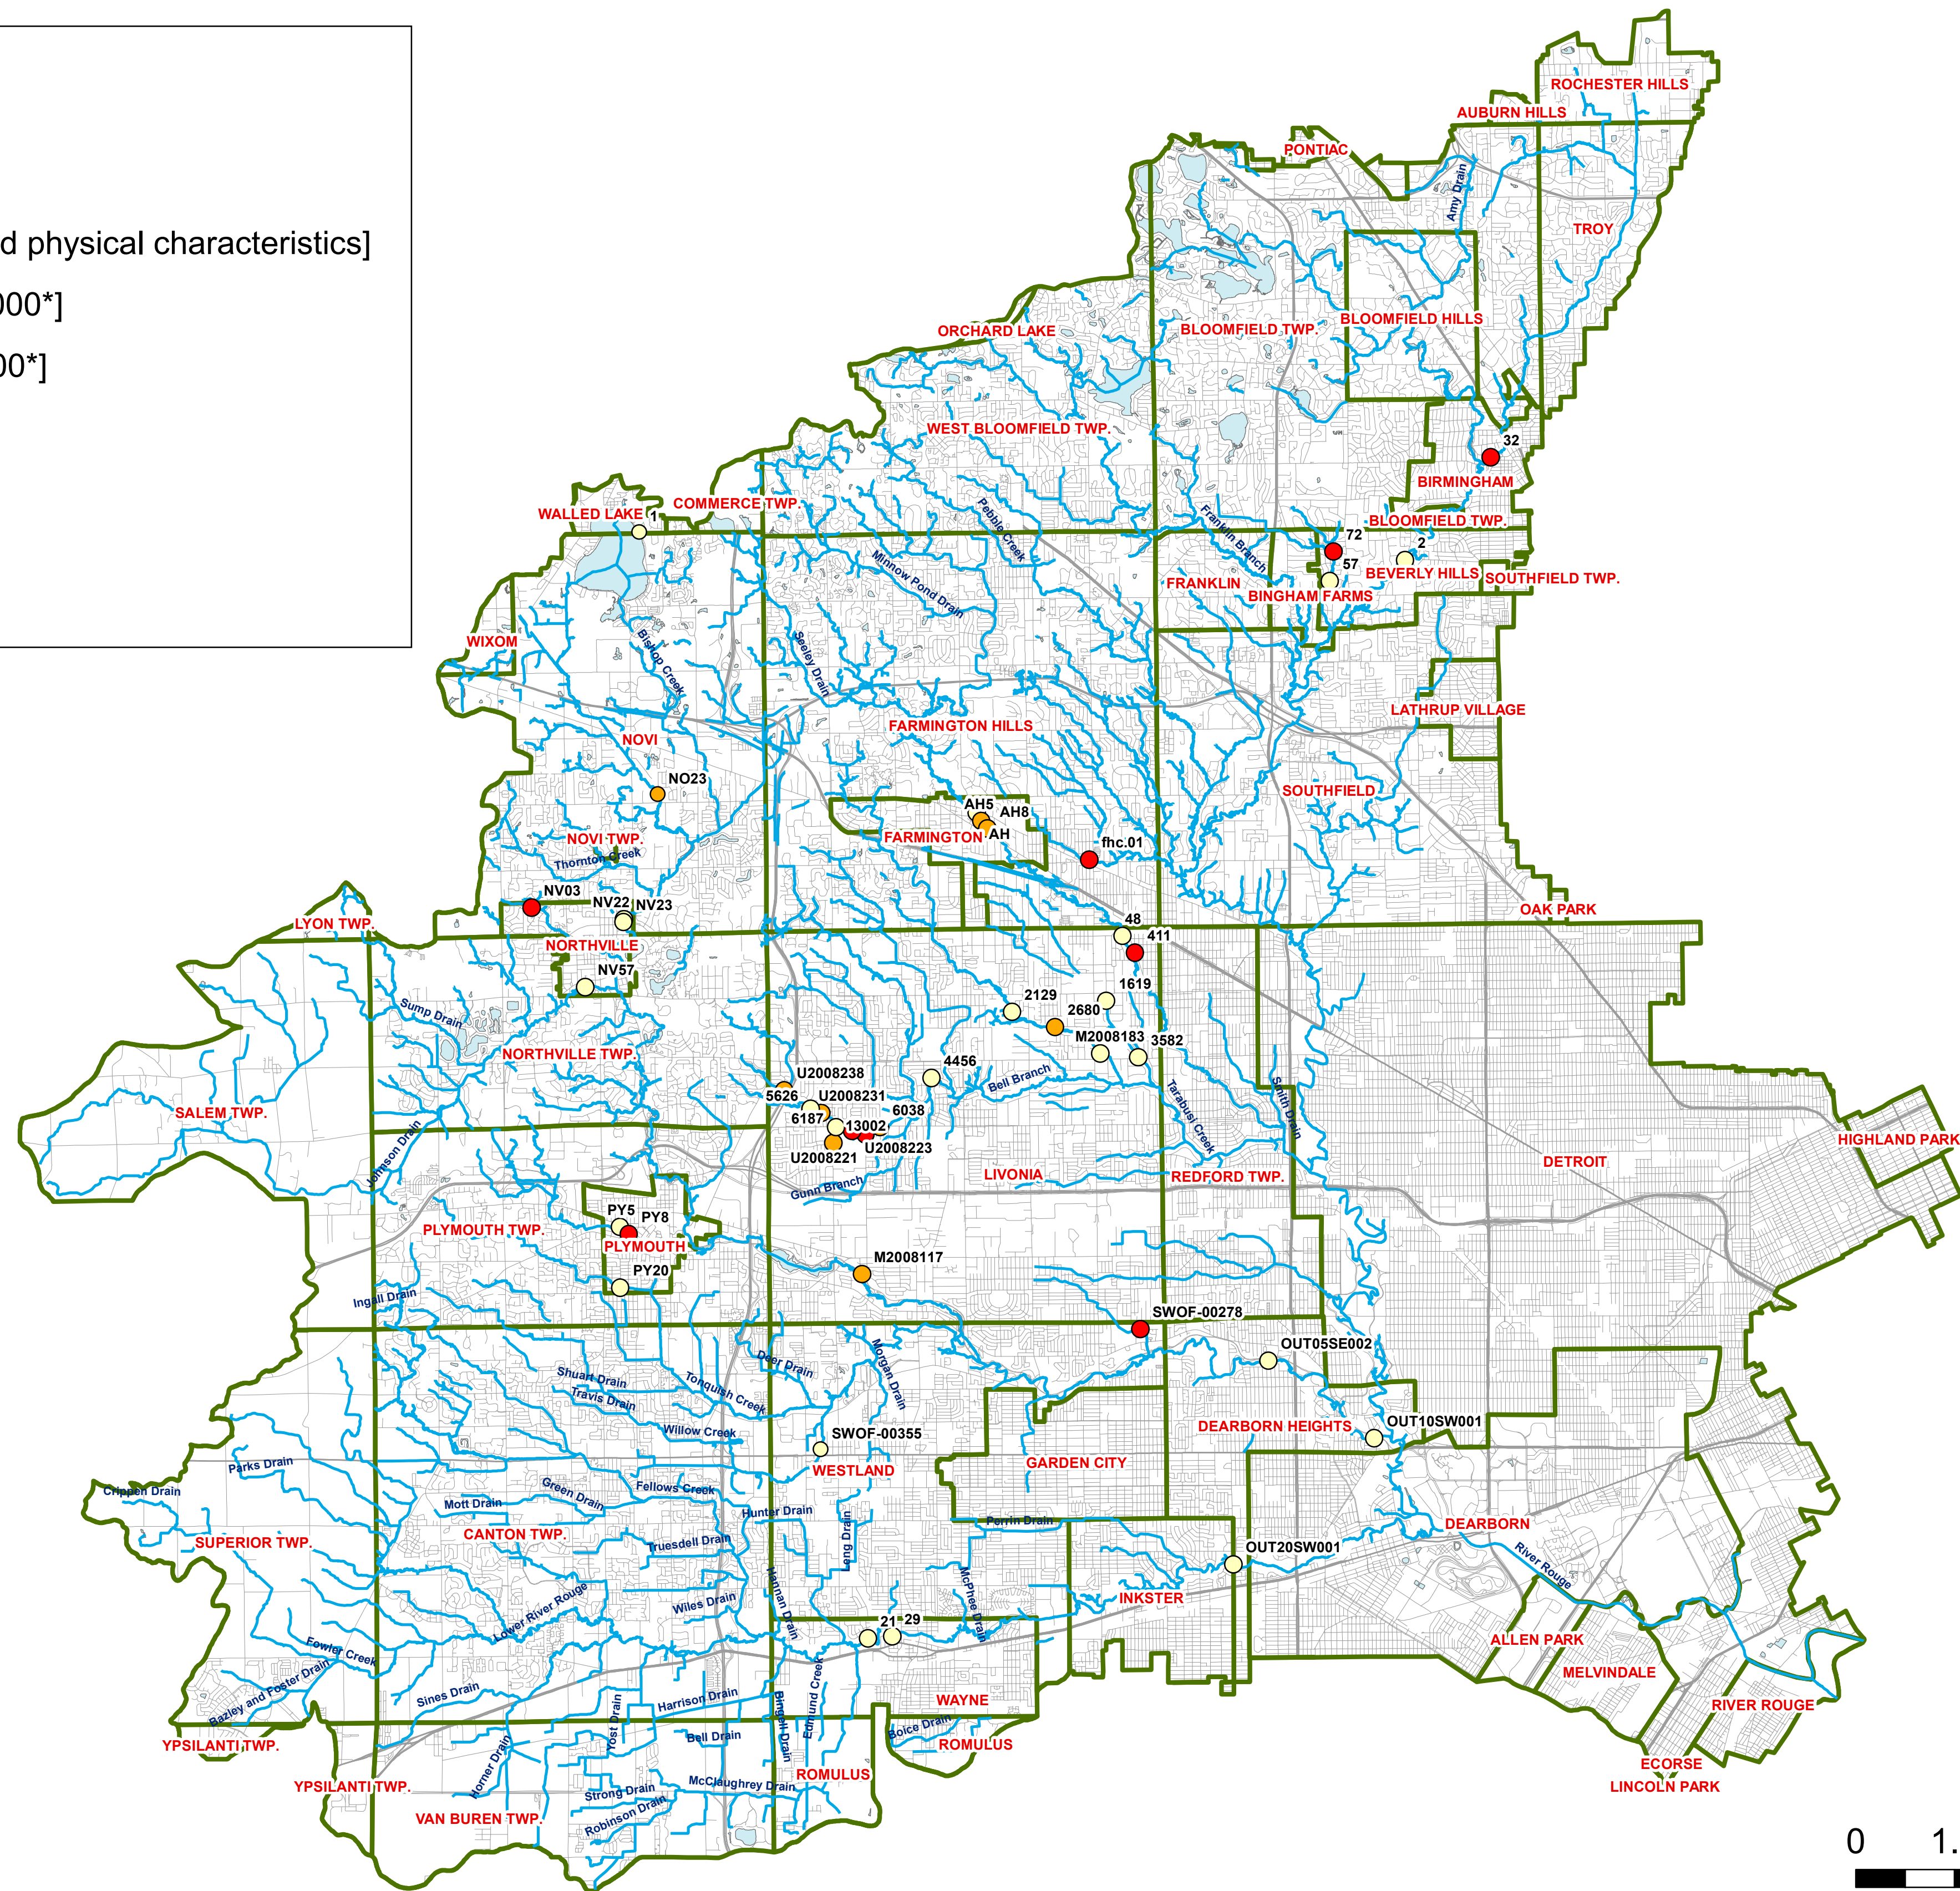 d physical characteristics]
000*]
00*]
ROCHESTER HILLS
AUBURN HILLS
PONTIAC
Amy Drain
TROY
ORCHARD LAKE
BLOOMFIELD TWP.
BLOOMFIELD HILLS
WEST BLOOMFIELD TWP.
32
BIRMINGHAM
COMMERCE TWP.
WALLED LAKE
1
Pebble Creek
Franklin Branch
BLOOMFIELD TWP.
72
2
57
Minnow Pond Drain
FRANKLIN
BEVERLY HILLS
SOUTHFIELD TWP.
BINGHAM FARMS
WIXOM
Bishop Creek
Seeley Drain
LATHRUP VILLAGE
FARMINGTON HILLS
NOVI
NO23
SOUTHFIELD
AH5
AH8
AH
FARMINGTON
NOVI TWP.
fhc.01
Thornton Creek
NV03
NV22
NV23
OAK PARK
LYON TWP.
48
411
NORTHVILLE
NV57
1619
2129
2680
Sump Drain
M2008183
3582
NORTHVILLE TWP.
4456
Bell Branch
U2008238
5626
U2008231
Tarabusi Creek
Smith Drain
SALEM TWP.
6187
6038
13002
Johnson Drain
U2008221
U2008223
HIGHLAND PARK
DETROIT
LIVONIA
REDFORD TWP.
Gunn Branch
PY5
PY8
PLYMOUTH TWP.
PLYMOUTH
M2008117
PY20
Ingall Drain
SWOF-00278
OUT05SE002
Deer Drain
Morgan Drain
Shuart Drain
Tonquish Creek
Travis Drain
OUT10SW001
DEARBORN HEIGHTS
Willow Creek
SWOF-00355
WESTLAND
GARDEN CITY
Parks Drain
Crippen Drain
Green Drain
Fellows Creek
Mott Drain
Hunter Drain
Perrin Drain
DEARBORN
CANTON TWP.
SUPERIOR TWP.
Truesdell Drain
Long Drain
OUT20SW001
River Rouge
Hannan Drain
McPhee Drain
Lower River Rouge
Wiles Drain
INKSTER
21
29
ALLEN PARK
Fowler Creek
MELVINDALE
Bazley and Foster Drain
Sines Drain
Harrison Drain
Edmund Creek
WAYNE
RIVER ROUGE
Yost Drain
Bingell Drain
Bell Drain
Boice Drain
YPSILANTI TWP.
ROMULUS
ECORSE
Horner Drain
ROMULUS
YPSILANTI TWP.
McClaughrey Drain
LINCOLN PARK
Strong Drain
VAN BUREN TWP.
Robinson Drain
0 1.